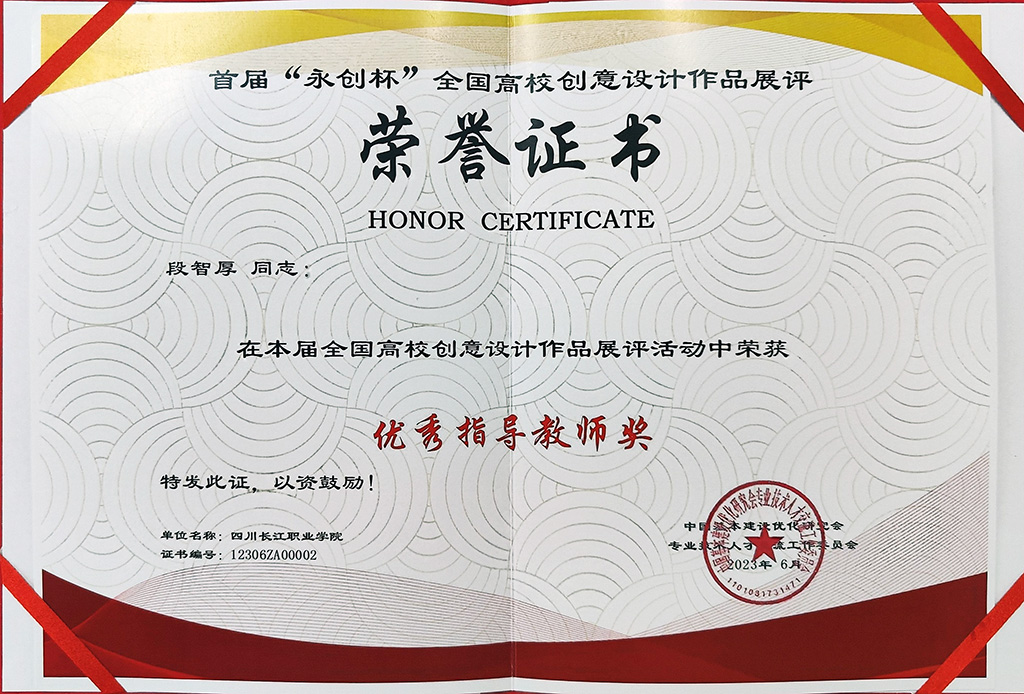 首届“永创杯”全国高校创意设计作品展评
荣誉证书
HONOR CERTIFICATE
段智厚 同志：
在本届全国高校创意设计作品展评活动中荣获
优秀指导教师奖
特发此证，以资鼓励！
单位名称：四川长江职业学院
证书编号：12306ZA00002
中国基本建设优化研究会
专业技术人才交流工作委员会
2023年 6月
1101081731471